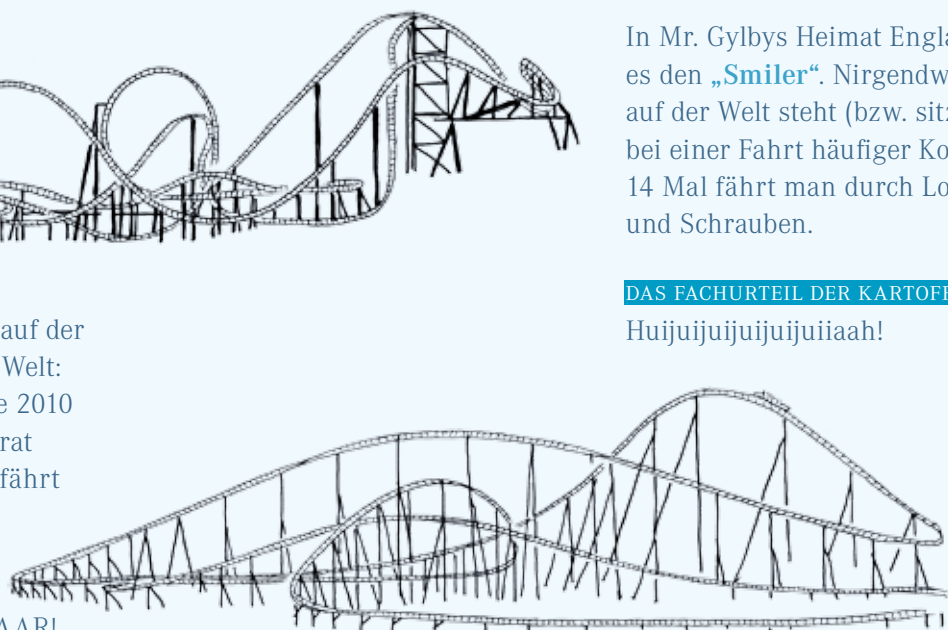 In Mr. Gylbys Heimat Engla
es den „Smiler“. Nirgendw
auf der Welt steht (bzw. sitz
bei einer Fahrt häufiger Ko
14 Mal fährt man durch Lo
und Schrauben.
DAS FACHURTEIL DER KARTOFF
Huijuijuijuijuijuiiaah!
auf der
Welt:
e 2010
rat
fährt
AAR!